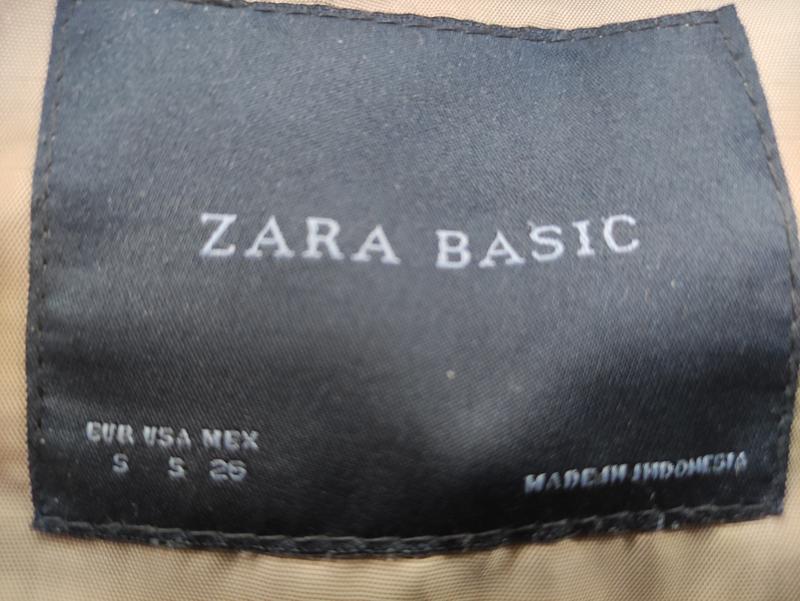 ZARA BASIC
EUR USA MEX
S S 26
MADE IN INDONESIA